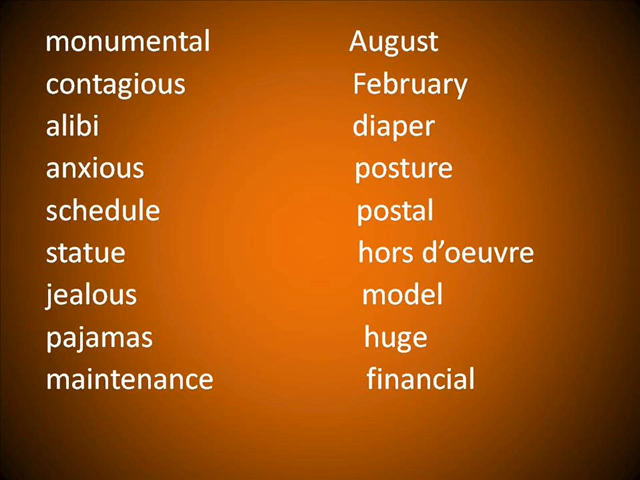 monumental August
contagious February
alibi diaper
anxious posture
schedule postal
statue hors d’oeuvre
jealous model
pajamas huge
maintenance financial